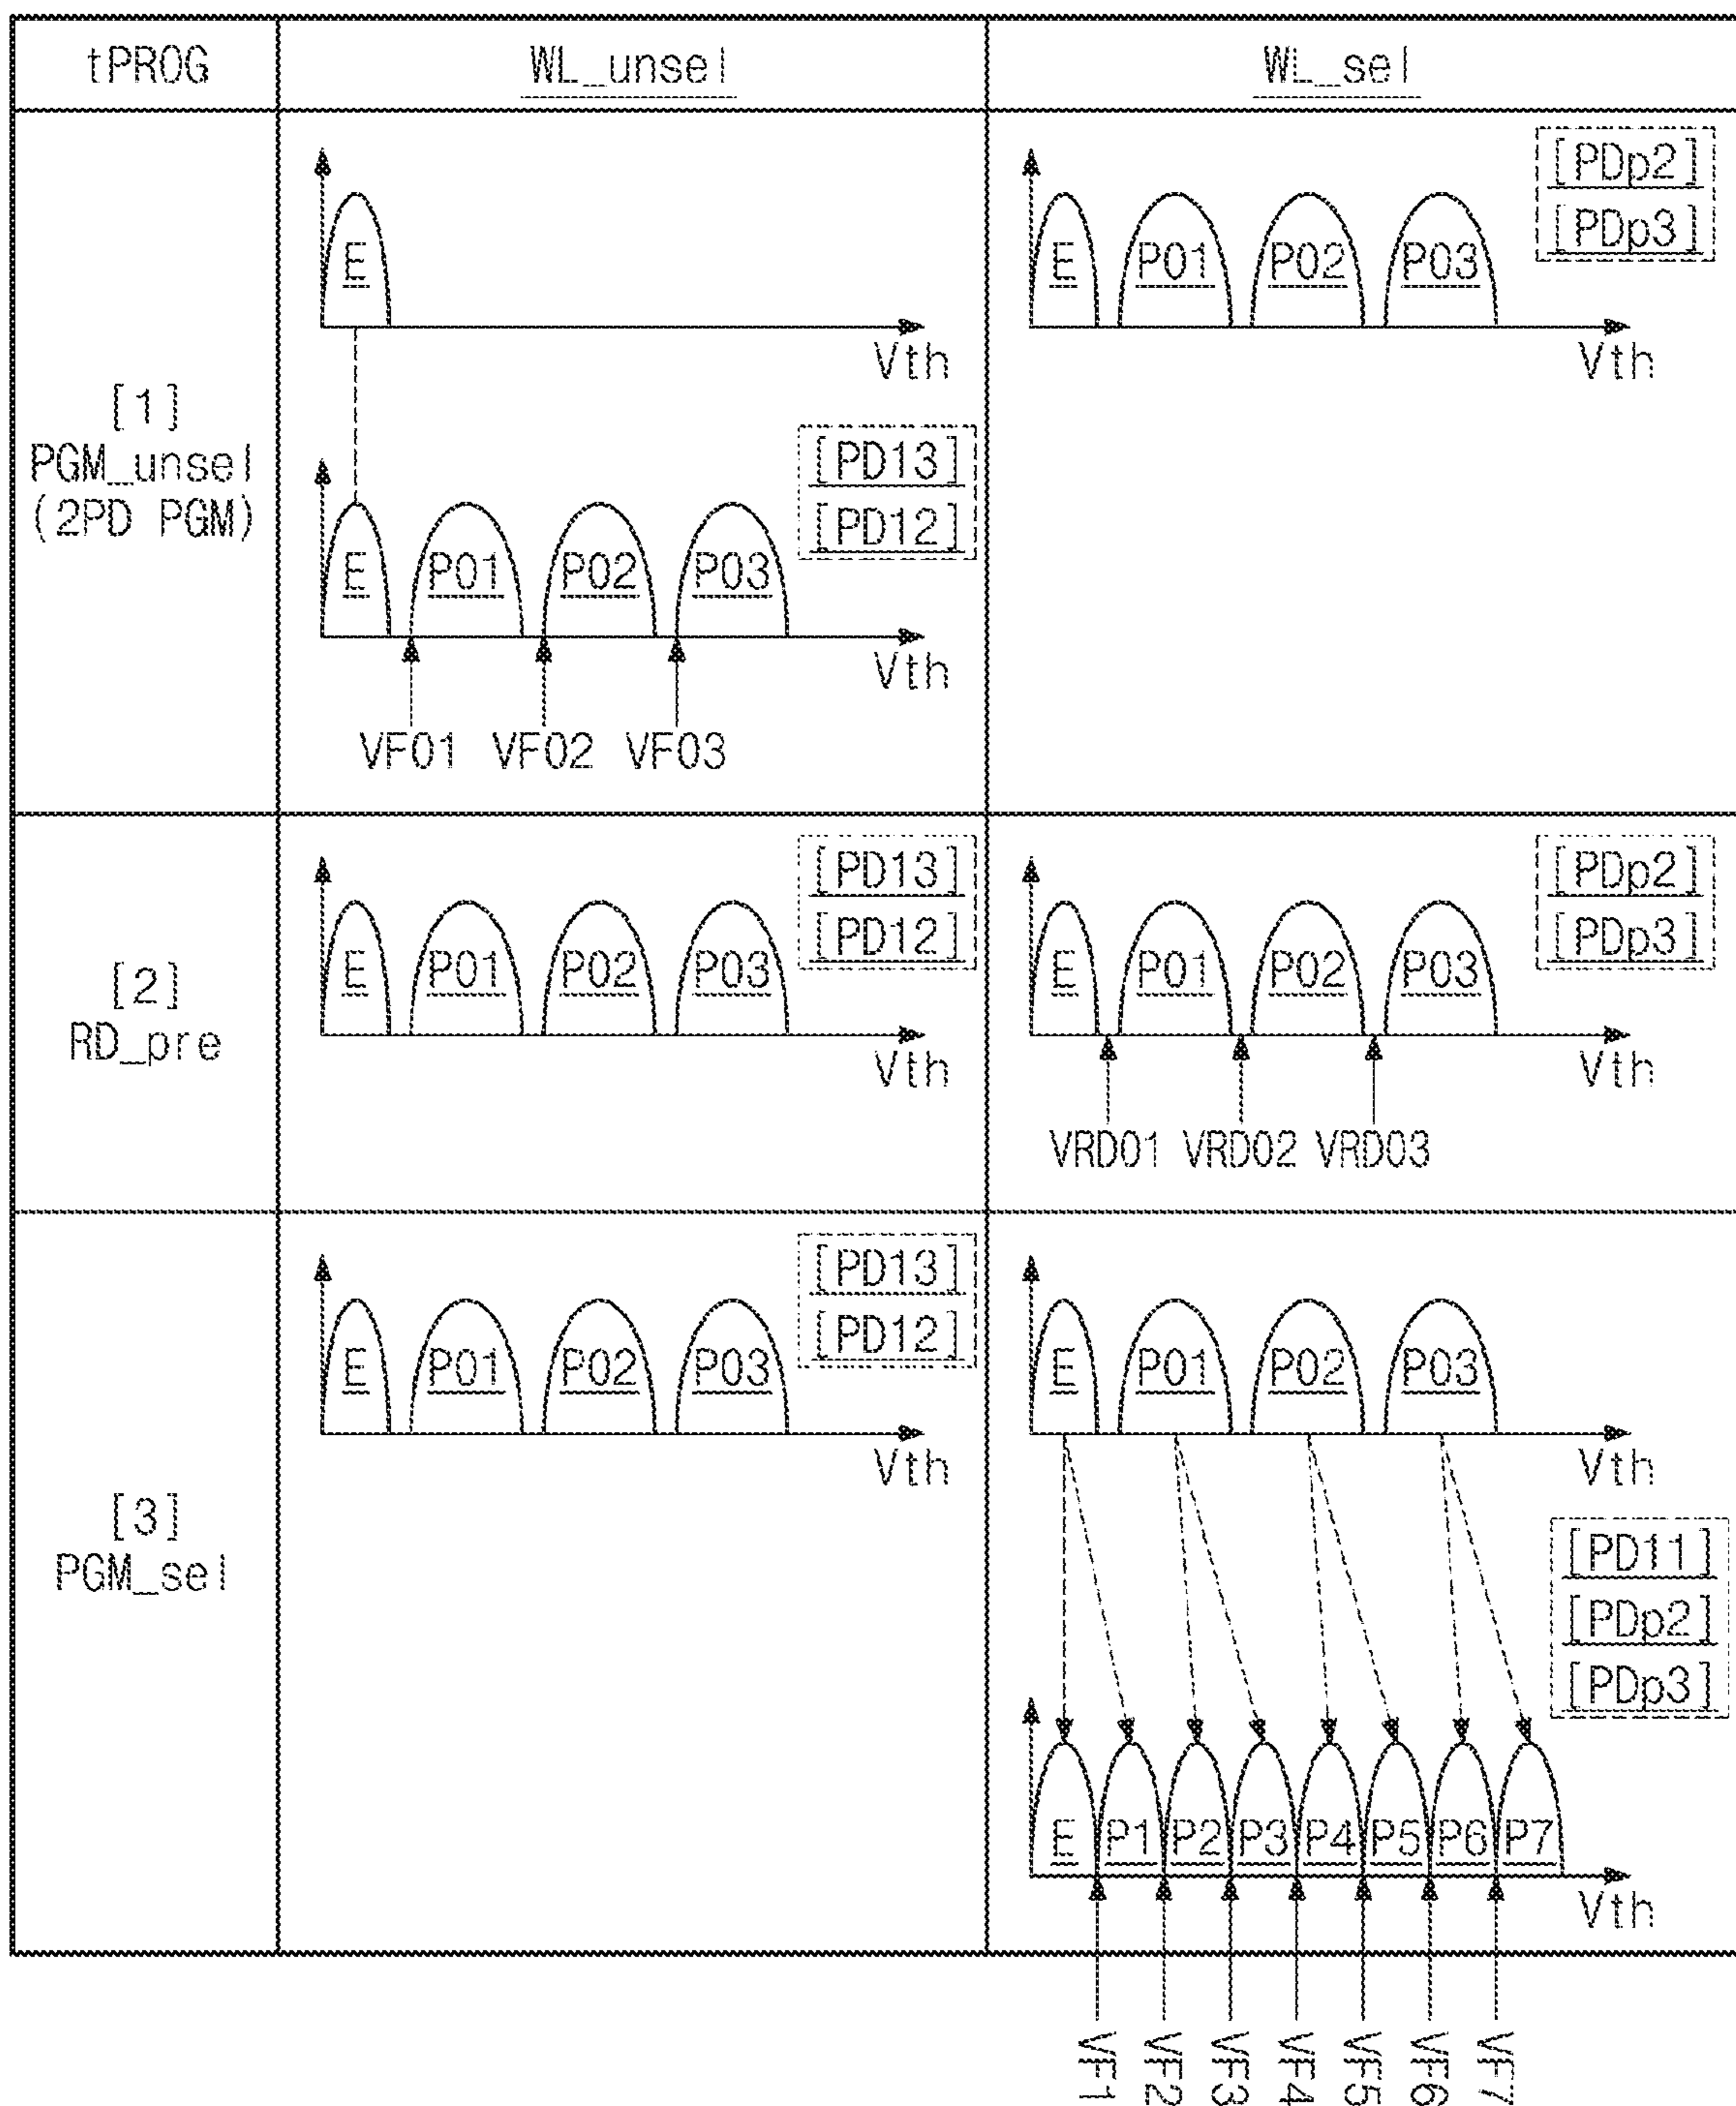 tPROG
WL_unsel
WL_sel
[1]
PGM_unsel
(2PD PGM)
E
Vth
[PD13]
[PD12]
E P01 P02 P03
Vth
VF01 VF02 VF03
[PDp2]
[PDp3]
E P01 P02 P03
Vth
[2]
RD_pre
[PD13]
[PD12]
E P01 P02 P03
Vth
[PDp2]
[PDp3]
E P01 P02 P03
Vth
VRD01 VRD02 VRD03
[3]
PGM_sel
[PD13]
[PD12]
E P01 P02 P03
Vth
E P01 P02 P03
Vth
[PD11]
[PDp2]
[PDp3]
E P1 P2 P3 P4 P5 P6 P7
Vth
VF1
VF2
VF3
VF4
VF5
VF6
VF7